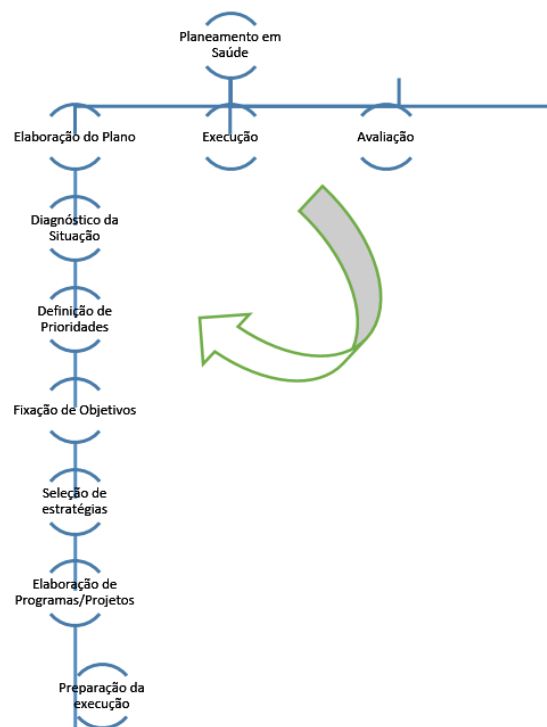 Planeamento em
Saúde
Elaboração do Plano
Execução
Avaliação
Diagnóstico da
Situação
Definição de
Prioridades
Fixação de Objetivos
Seleção de
estratégias
Elaboração de
Programas/Projetos
Preparação da
execução